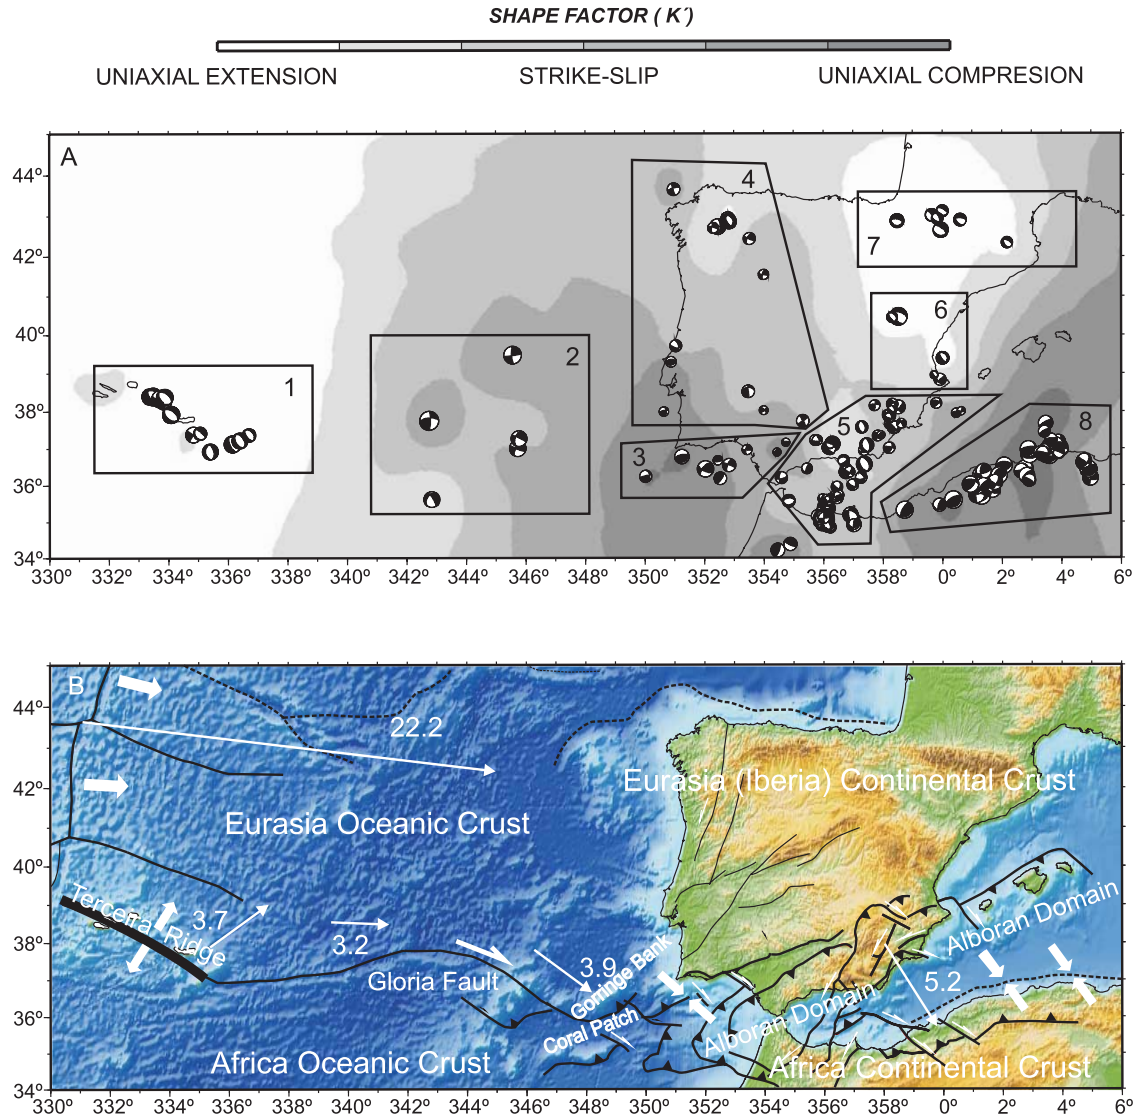 SHAPE FACTOR ( K´)
UNIAXIAL EXTENSION STRIKE-SLIP UNIAXIAL COMPRESION
A
44º
42º
40º
38º
36º
34º
1
2
3
4
5
6
7
8
330º 332º 334º 336º 338º 340º 342º 344º 346º 348º 350º 352º 354º 356º 358º 0º 2º 4º 6º
B
44º
42º
40º
38º
36º
34º
22.2
Eurasia (Iberia) Continental Crust
Eurasia Oceanic Crust
Terceira Ridge
3.7
3.2
3.9
5.2
Gloria Fault
Gorringe Bank
Coral Patch
Alboran Domain
Alboran Domain
Africa Oceanic Crust
Africa Continental Crust
330º 332º 334º 336º 338º 340º 342º 344º 346º 348º 350º 352º 354º 356º 358º 0º 2º 4º 6º